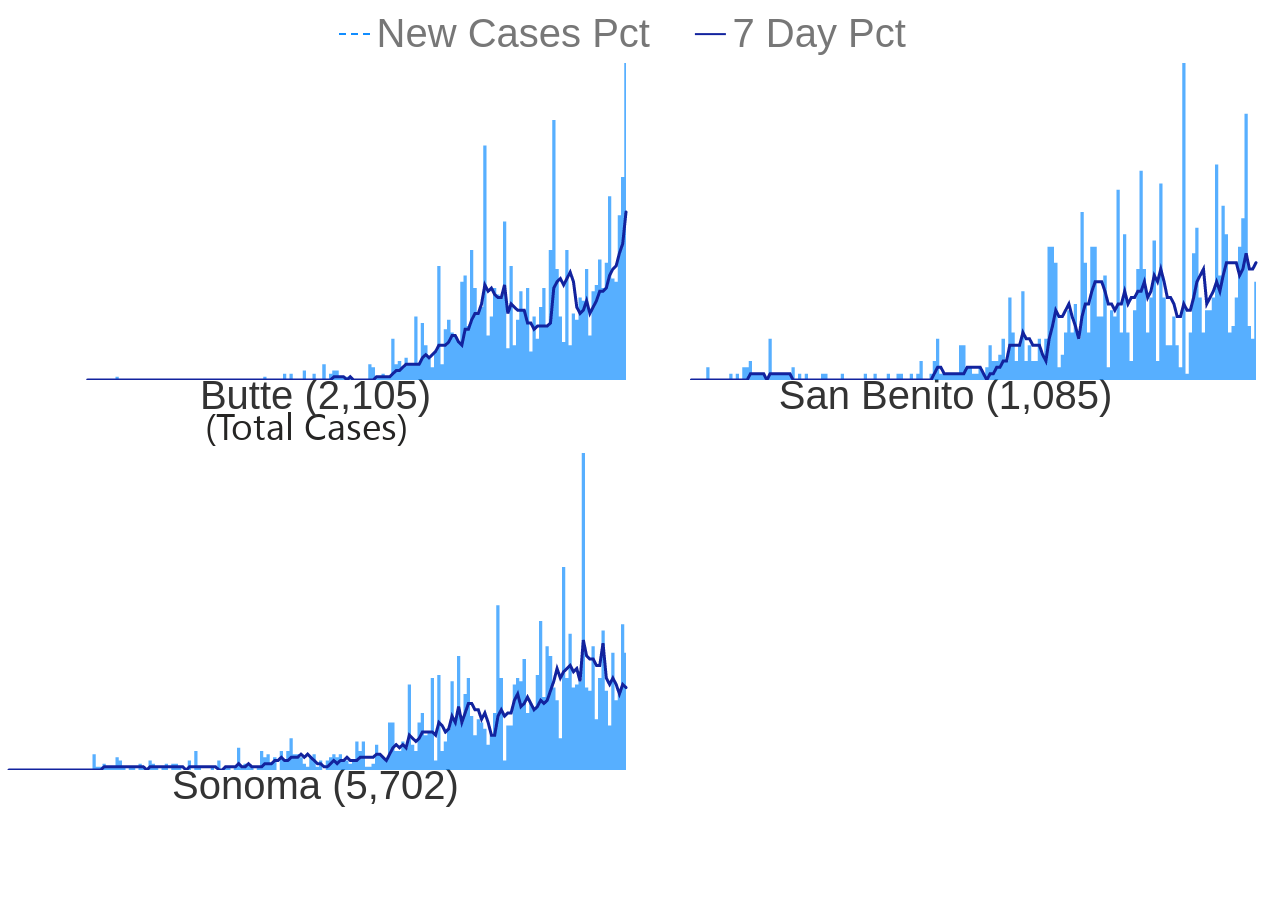 New Cases Pct 7 Day Pct
Butte (2,105) San Benito (1,085)
(Total Cases)
Sonoma (5,702)